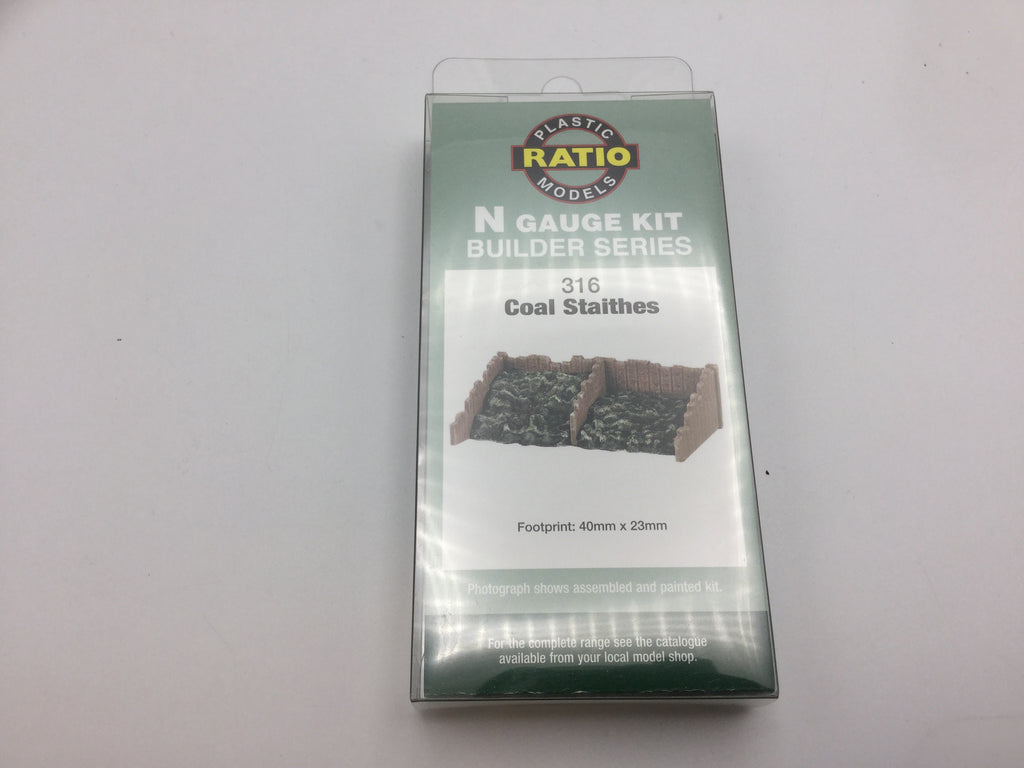 PLASTIC
RATIO
MODELS
N GAUGE KIT
BUILDER SERIES
316
Coal Staithes
Footprint: 40mm x 23mm
Photograph shows assembled and painted kit.
For the complete range see the catalogue
available from your local model shop.